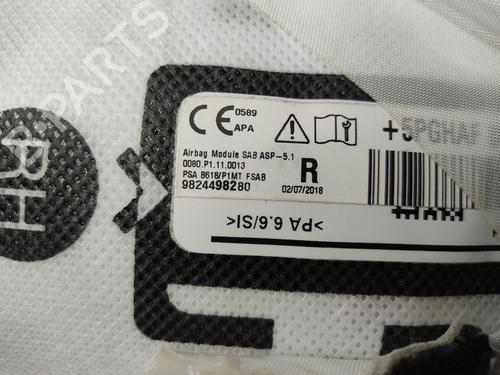 B-PARTS
RH
CE 0589
APA
+JPGHAF
Airbag Module SAB ASP-5.1
0080.P1.11.0013
PSA B618/P1MT FSAB
9824498280
R
02/07/2018
>PA 6.6/SI<